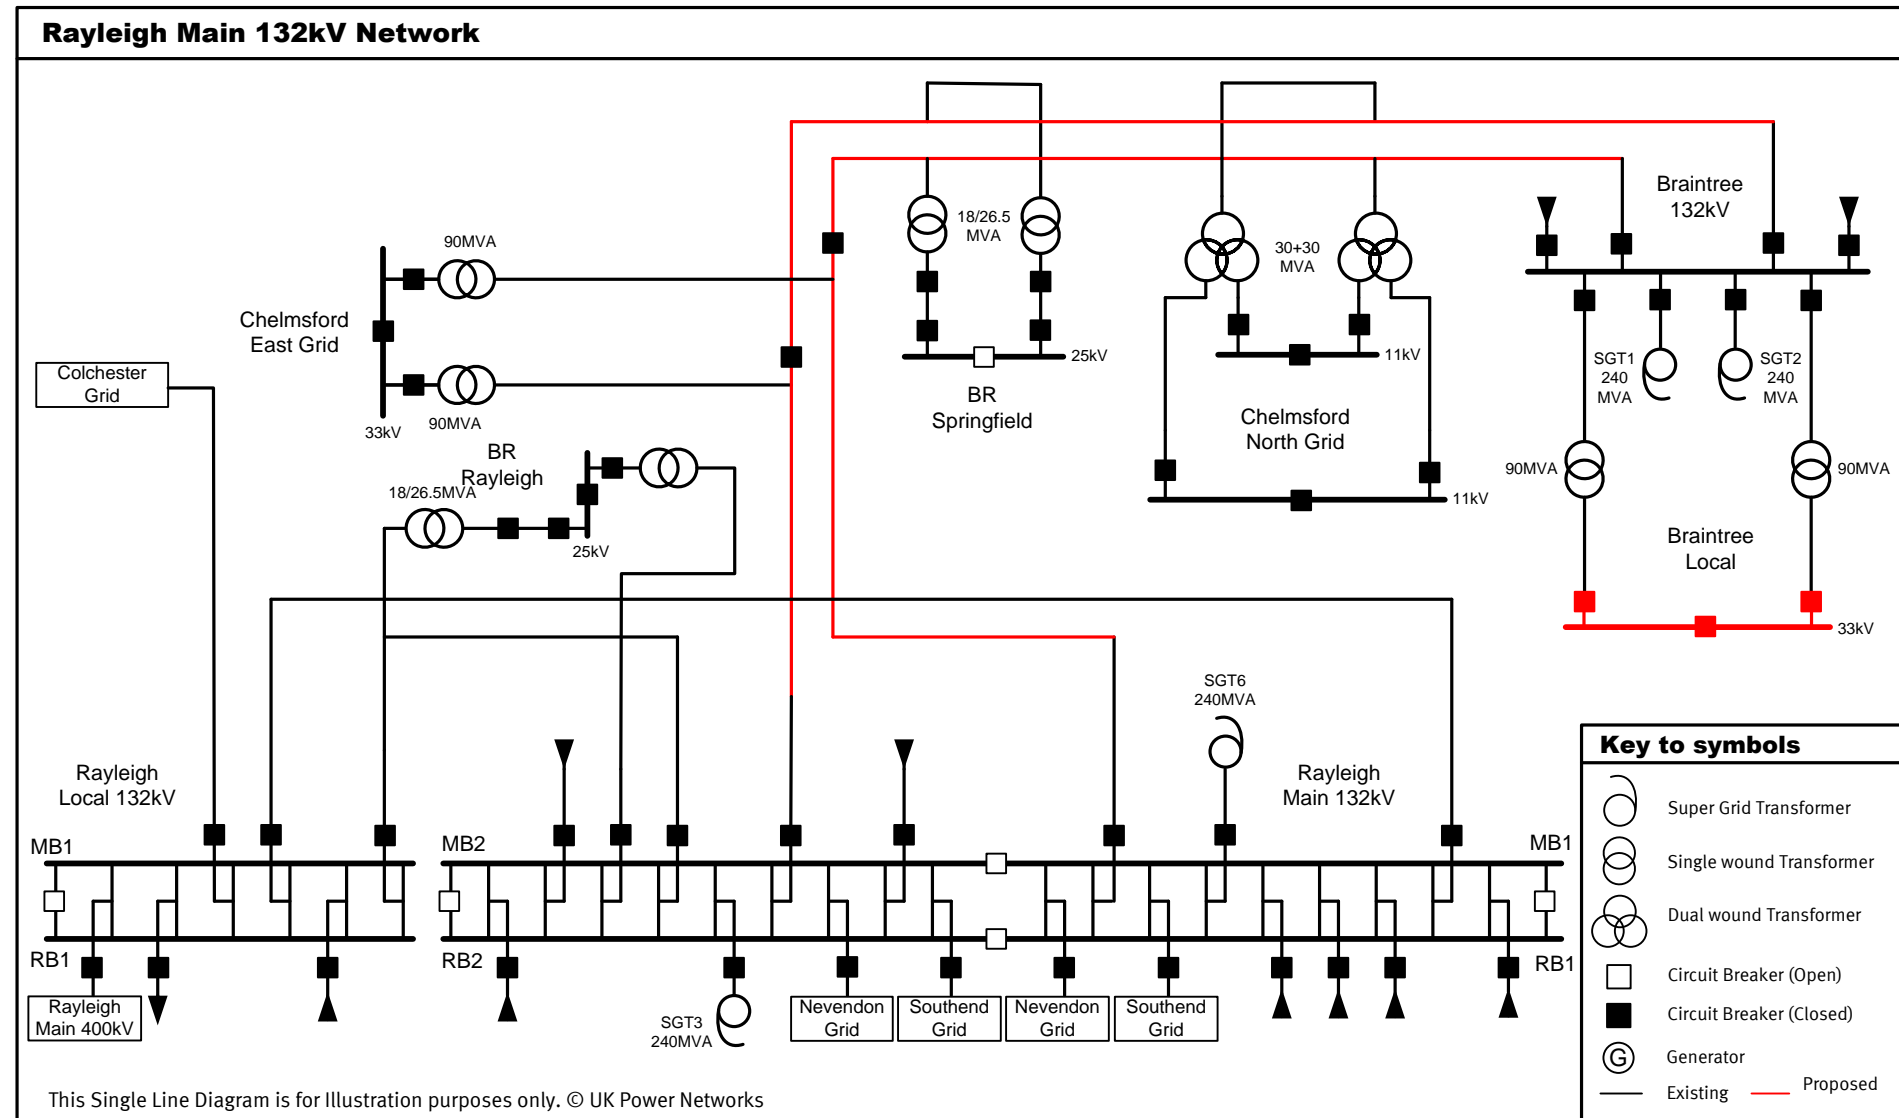 Rayleigh Main 132kV Network
Braintree
132kV
18/26.5
MVA
90MVA
30+30
MVA
Chelmsford
East Grid
Colchester
Grid
90MVA
33kV
25kV
BR
Springfield
11kV
Chelmsford
North Grid
SGT1
240
MVA
SGT2
240
MVA
BR
Rayleigh
18/26.5MVA
25kV
11kV
90MVA
90MVA
Braintree
Local
33kV
SGT6
240MVA
Rayleigh
Local 132kV
Rayleigh
Main 132kV
MB1
MB2
MB1
RB1
RB2
RB1
Rayleigh
Main 400kV
SGT3
240MVA
Nevendon
Grid
Southend
Grid
Nevendon
Grid
Southend
Grid
Key to symbols
Super Grid Transformer
Single wound Transformer
Dual wound Transformer
Circuit Breaker (Open)
Circuit Breaker (Closed)
G
Generator
Existing
Proposed
This Single Line Diagram is for Illustration purposes only. © UK Power Networks